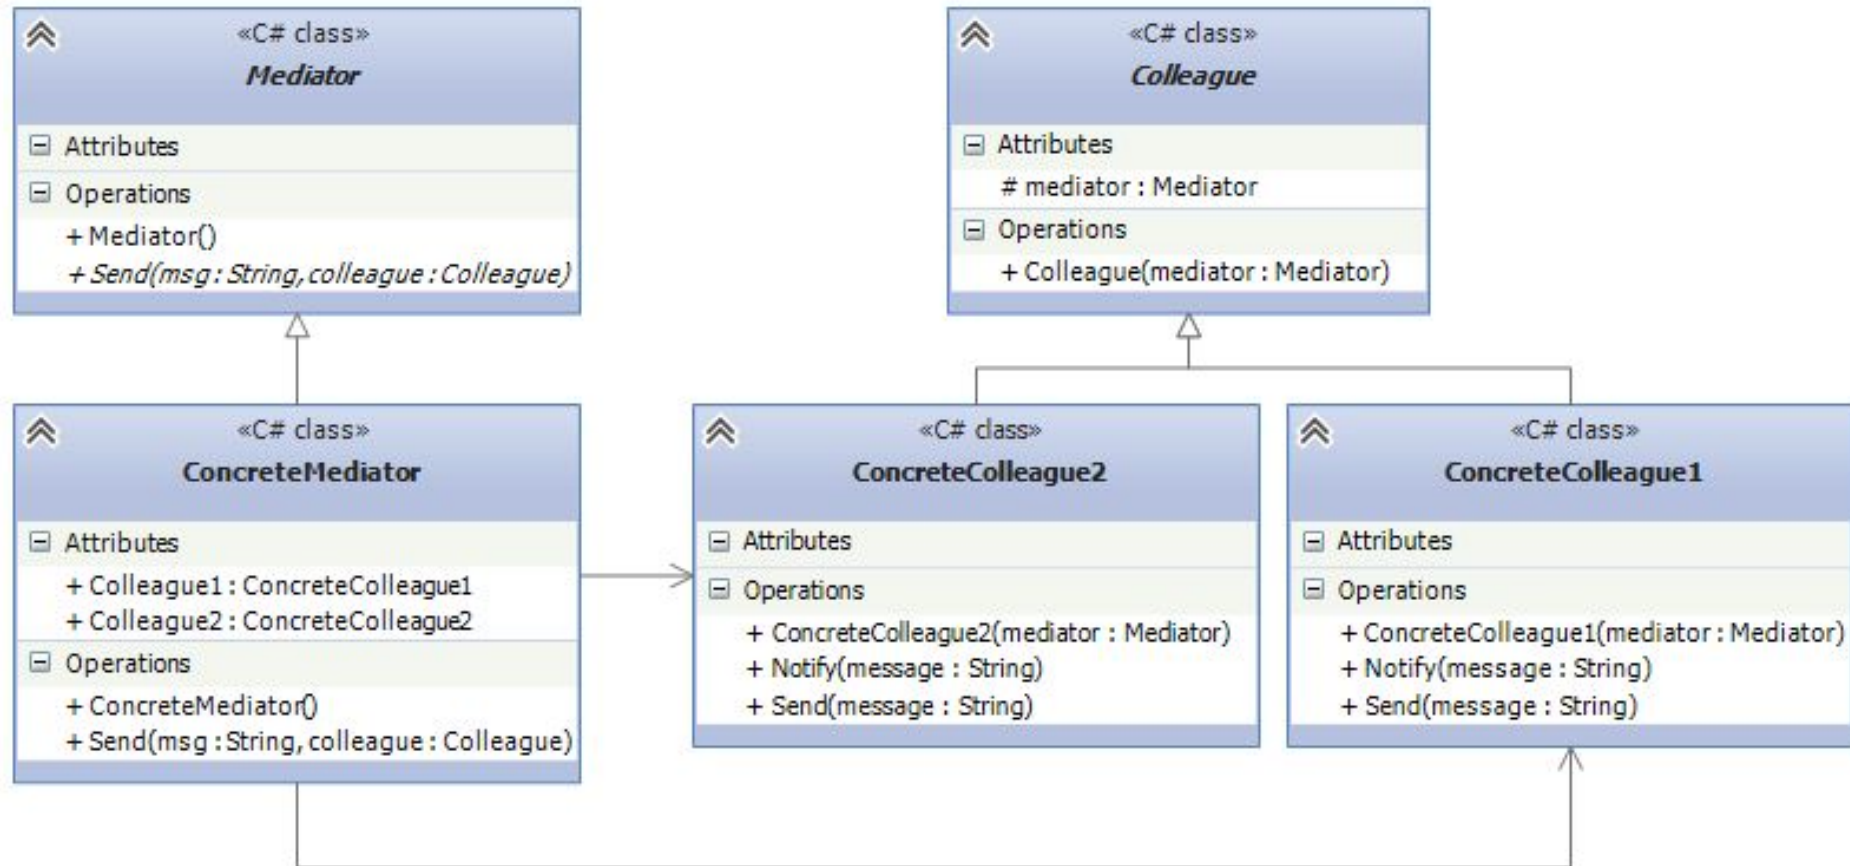 «C# class»
Mediator
Attributes
Operations
+ Mediator()
+ Send(msg : String, colleague : Colleague)
«C# class»
Colleague
Attributes
# mediator : Mediator
Operations
+ Colleague(mediator : Mediator)
«C# class»
ConcreteMediator
Attributes
+ Colleague1 : ConcreteColleague1
+ Colleague2 : ConcreteColleague2
Operations
+ ConcreteMediator()
+ Send(msg : String, colleague : Colleague)
«C# class»
ConcreteColleague2
Attributes
Operations
+ ConcreteColleague2(mediator : Mediator)
+ Notify(message : String)
+ Send(message : String)
«C# class»
ConcreteColleague1
Attributes
Operations
+ ConcreteColleague1(mediator : Mediator)
+ Notify(message : String)
+ Send(message : String)